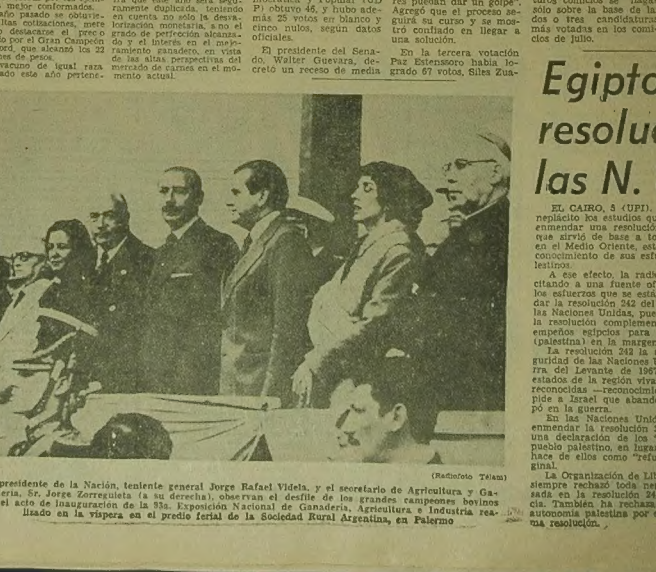 mejor conformados.
año pasado se obtuvie-
cotizaciones, mere
destacarse el precio
por el Gran Campeón
ord, que alcanzó los 22
nes de pesos.
vacuno de igual raza
ado este año pertene-
ramente duplicada, teniendo
en cuenta no sólo la desva-
lorización monetaria, sino el
grado de perfección alcanza-
do y el interés en el mejo-
ramiento ganadero, en vista
de las altas perspectivas del
mercado de carnes en el mo-
mento actual.
obtuvo 48, y hubo ade-
más 25 votos en blanco y
cinco nulos, según datos
oficiales.
El presidente del Sena-
do, Walter Guevara, de-
cretó un receso de media
res puedan dar un golpe".
Agregó que el proceso se-
guirá su curso y se mos-
tró confiado en llegar a
una solución.
En la tercera votación
Paz Estenssoro había lo-
grado 67 votos, Siles Zua-
sólo sobre la base de la
dos o tres candidaturas
más votadas en los comi-
cios de julio.
Egipto
resolu
las N.
EL CAIRO, 5 (UPI).
neplácito los estudios q
enmendar una resolució
que sirvió de base a to
en el Medio Oriente, est
conocimiento de sus esf
lestinos.
A ese efecto, la radi
citando a una fuente of
los esfuerzos que se está
dar la resolución 242 del
las Naciones Unidas, pue
la resolución complemen
empeños egipcios para
(palestina) en la margen
La resolución 242 la
guridad de las Naciones
rra del Levante de 1967
estados de la región viva
reconocidas —reconocimie
pide a Israel que aband
pó en la guerra.
En las Naciones Unid
enmendar la resolución
una declaración de los
pueblo palestino, en lugar
hace de ellos como "refu
ginal.
La Organización de Lib
siempre rechazó toda ne
sada en la resolución 24
cia. También ha rechaza
autonomía palestina por
ma resolución.
(Radiofoto Télam)
presidente de la Nación, teniente general Jorge Rafael Videla, y el secretario de Agricultura y Ga-
dería, Sr. Jorge Zorreguieta (a su derecha), observan el desfile de los grandes campeones bovinos
el acto de inauguración de la 93a. Exposición Nacional de Ganadería, Agricultura e Industria rea-
lizado en la víspera en el predio ferial de la Sociedad Rural Argentina, en Palermo